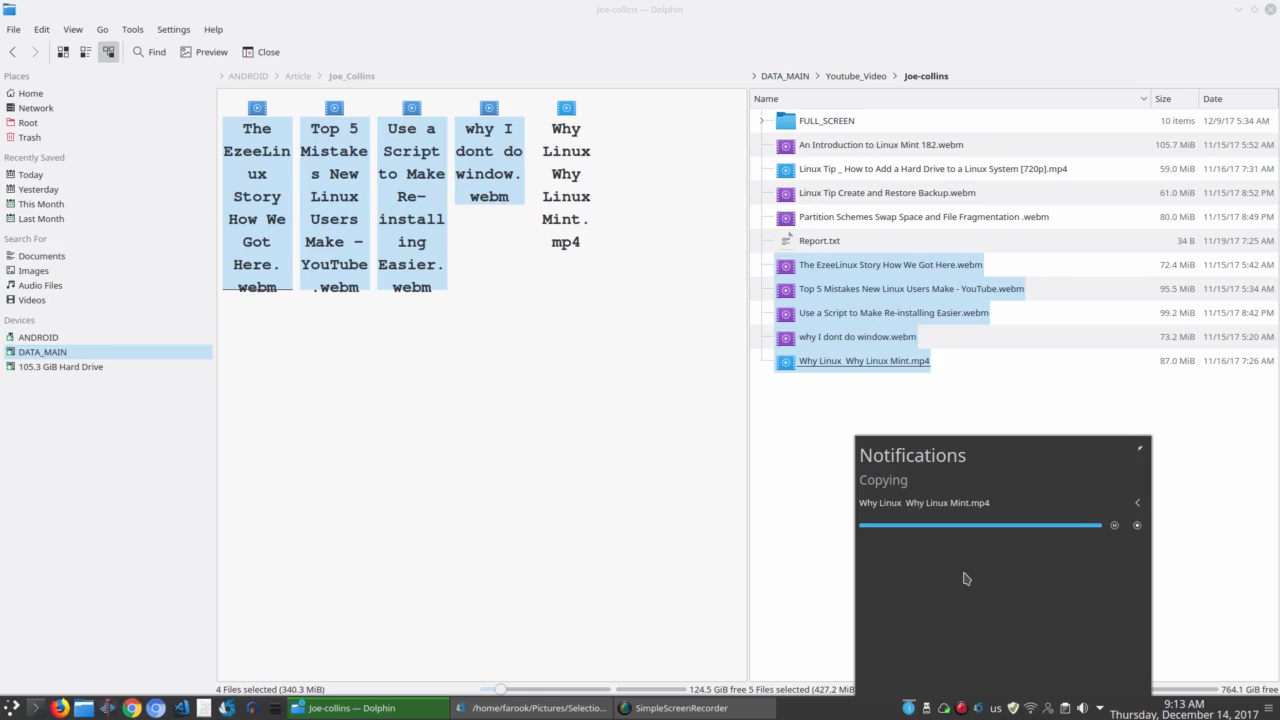 Joe-collins — Dolphin
File Edit View Go Tools Settings Help
Find Preview Close
Places
Home
Network
Root
Trash
Recently Saved
Today
Yesterday
This Month
Last Month
Search For
Documents
Images
Audio Files
Videos
Devices
ANDROID
DATA_MAIN
105.3 GiB Hard Drive
ANDROID Article Joe_Collins
The
EzeeLin
ux
Story
How We
Got
Here.
webm
Top 5
Mistake
s New
Linux
Users
Make –
YouTube
.webm
Use a
Script
to Make
Re–
install
ing
Easier.
webm
why I
dont do
window.
webm
Why
Linux
Why
Linux
Mint.
mp4
4 Files selected (340.3 MiB) 124.5 GiB free
DATA_MAIN Youtube_Video Joe-collins
Name Size Date
FULL_SCREEN 10 items 12/9/17 5:34 AM
An Introduction to Linux Mint 182.webm 105.7 MiB 11/15/17 5:52 AM
Linux Tip _ How to Add a Hard Drive to a Linux System [720p].mp4 59.0 MiB 11/16/17 7:31 AM
Linux Tip Create and Restore Backup.webm 61.0 MiB 11/15/17 8:52 PM
Partition Schemes Swap Space and File Fragmentation .webm 80.0 MiB 11/15/17 8:49 PM
Report.txt 34 B 11/19/17 7:25 AM
The EzeeLinux Story How We Got Here.webm 72.4 MiB 11/15/17 5:42 AM
Top 5 Mistakes New Linux Users Make - YouTube.webm 95.5 MiB 11/15/17 5:34 AM
Use a Script to Make Re-installing Easier.webm 99.2 MiB 11/15/17 8:42 PM
why I dont do window.webm 73.2 MiB 11/15/17 5:20 AM
Why Linux  Why Linux Mint.mp4 87.0 MiB 11/16/17 7:26 AM
5 Files selected (427.2 MiB 764.1 GiB free
Notifications
Copying
Why Linux  Why Linux Mint.mp4
Joe-collins — Dolphin
/home/farook/Pictures/Selectio...
SimpleScreenRecorder
us
9:13 AM
Thursday, December 14, 2017